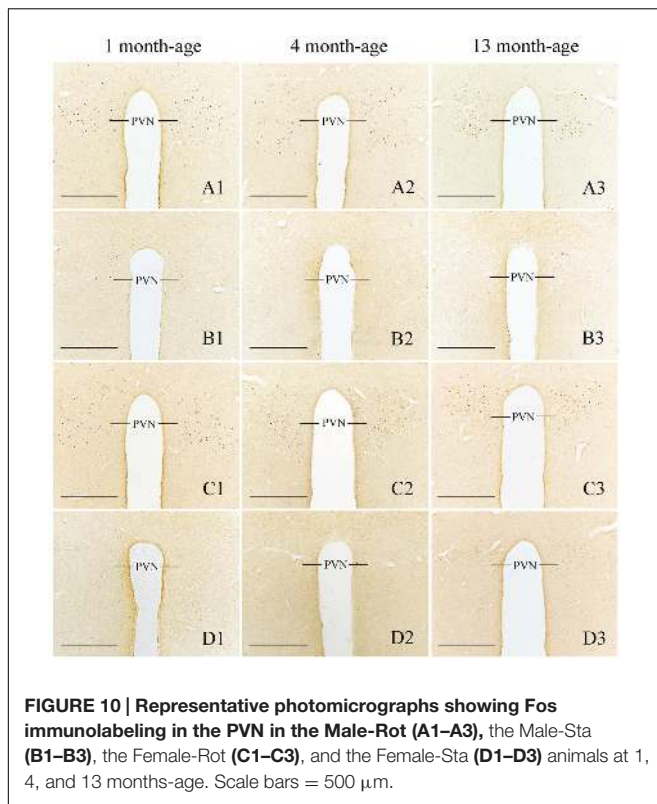 1 month-age 4 month-age 13 month-age
PVN PVN PVN
A1 A2 A3
PVN PVN PVN
B1 B2 B3
PVN PVN PVN
C1 C2 C3
PVN PVN PVN
D1 D2 D3
FIGURE 10 | Representative photomicrographs showing Fos
immunolabeling in the PVN in the Male-Rot (A1–A3), the Male-Sta
(B1–B3), the Female-Rot (C1–C3), and the Female-Sta (D1–D3) animals at 1,
4, and 13 months-age. Scale bars = 500 μm.